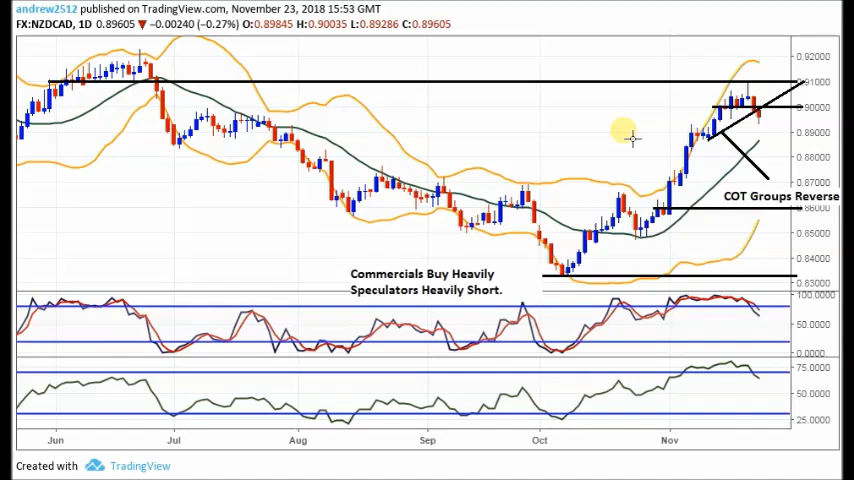 andrew2512 published on TradingView.com, November 23, 2018 15:53 GMT
FX:NZDCAD, 1D 0.89605 ▼ −0.00240 (−0.27%) O:0.89845 H:0.90035 L:0.89286 C:0.89605
0.92000
0.91000
0.90000
0.89000
0.88000
0.87000
COT Groups Reverse
0.86000
0.85000
0.84000
0.83000
Commercials Buy Heavily
Speculators Heavily Short.
100.0000
50.0000
0.0000
75.0000
50.0000
25.0000
Jun Jul Aug Sep Oct Nov
Created with TradingView